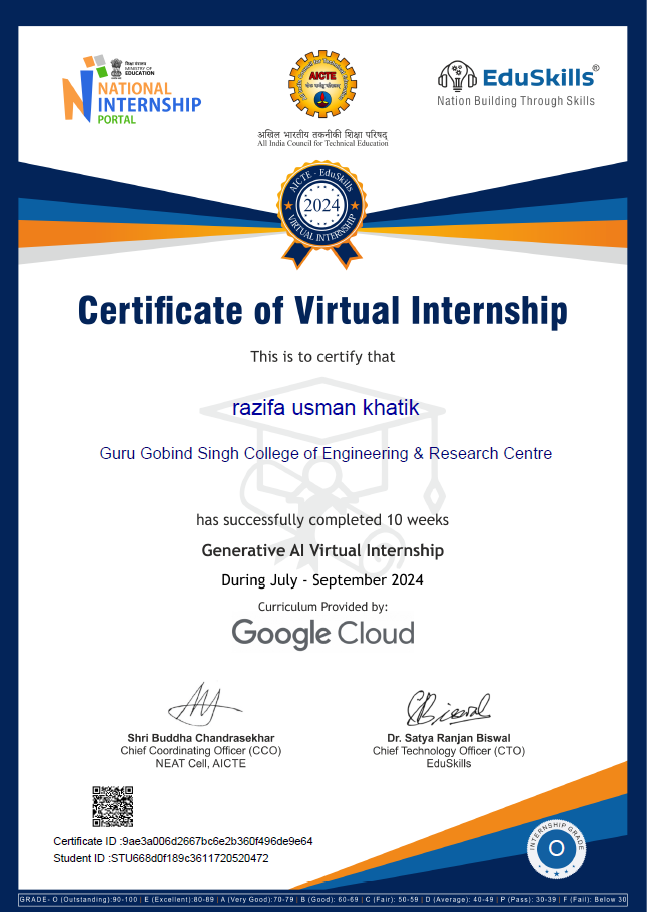 शिक्षा मंत्रालय
MINISTRY OF
EDUCATION
NATIONAL
INTERNSHIP
PORTAL
AICTE
अखिल भारतीय तकनीकी शिक्षा परिषद्
All India Council for Technical Education
EduSkills®
Nation Building Through Skills
AICTE - EduSkills
2024
VIRTUAL INTERNSHIP
Certificate of Virtual Internship
This is to certify that
razifa usman khatik
Guru Gobind Singh College of Engineering & Research Centre
has successfully completed 10 weeks
Generative AI Virtual Internship
During July - September 2024
Curriculum Provided by:
Google Cloud
Shri Buddha Chandrasekhar
Chief Coordinating Officer (CCO)
NEAT Cell, AICTE
Dr. Satya Ranjan Biswal
Chief Technology Officer (CTO)
EduSkills
Certificate ID :9ae3a006d2667bc6e2b360f496de9e64
Student ID :STU668d0f189c3611720520472
INTERNSHIP GRADE
O
GRADE- O (Outstanding):90-100 | E (Excellent):80-89 | A (Very Good):70-79 | B (Good): 60-69 | C (Fair): 50-59 | D (Average): 40-49 | P (Pass): 30-39 | F (Fail): Below 30